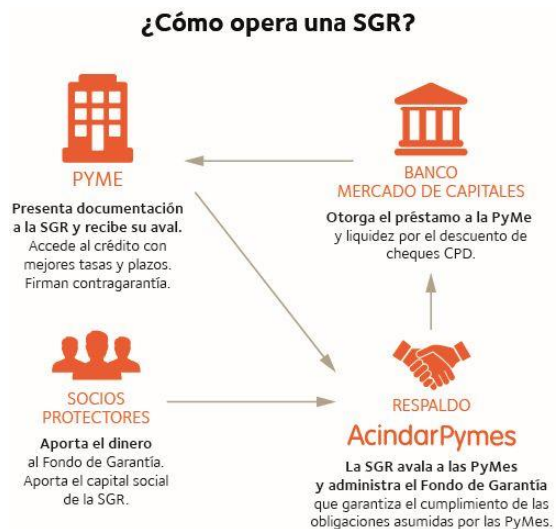 ¿Cómo opera una SGR?
PYME
Presenta documentación
a la SGR y recibe su aval.
Accede al crédito con
mejores tasas y plazos.
Firman contragarantía.
BANCO
MERCADO DE CAPITALES
Otorga el préstamo a la PyMe
y liquidez por el descuento de
cheques CPD.
SOCIOS
PROTECTORES
Aporta el dinero
al Fondo de Garantía.
Aporta el capital social
de la SGR.
RESPALDO
AcindarPymes
La SGR avala a las PyMes
y administra el Fondo de Garantía
que garantiza el cumplimiento de las
obligaciones asumidas por las PyMes.